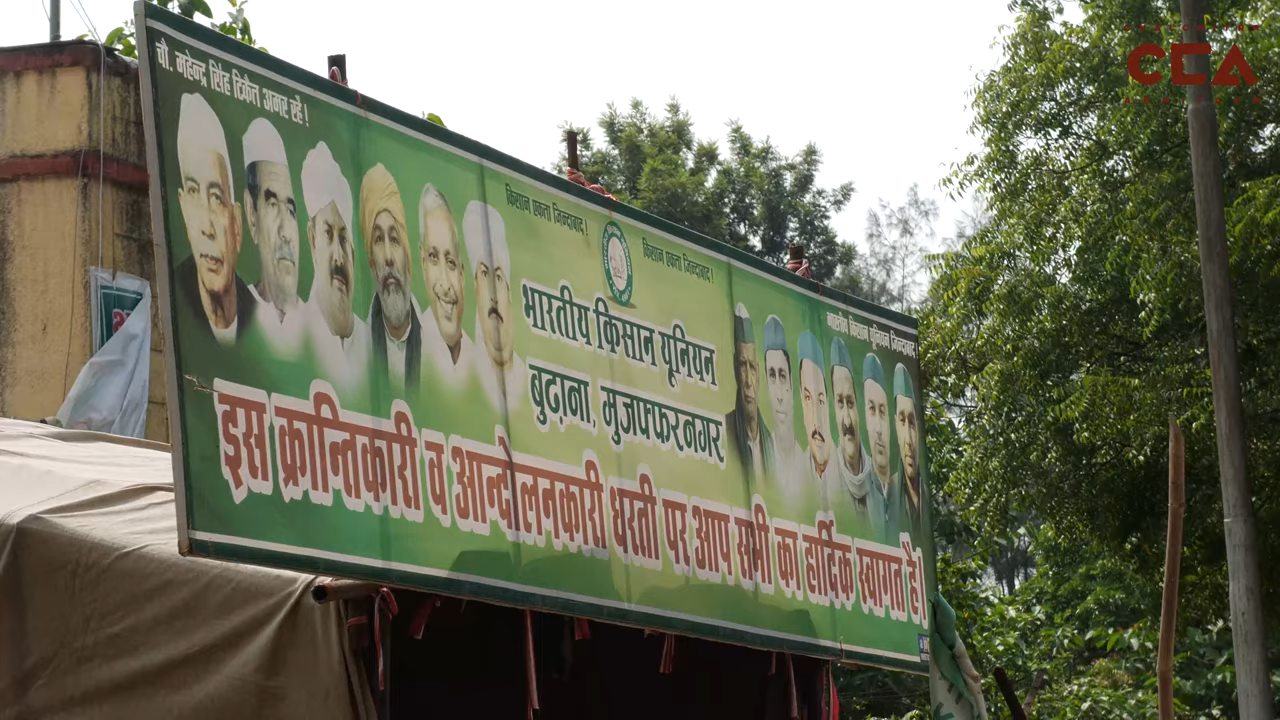 चौ. महेन्द्र सिंह टिकैत अमर रहें !
किसान एकता जिन्दाबाद !
किसान एकता जिन्दाबाद !
भारतीय किसान यूनियन जिन्दाबाद
भारतीय किसान यूनियन
बुढ़ाना, मुजफ्फरनगर
इस क्रान्तिकारी व आन्दोलनकारी धरती पर आप सभी का हार्दिक स्वागत है।
CCA